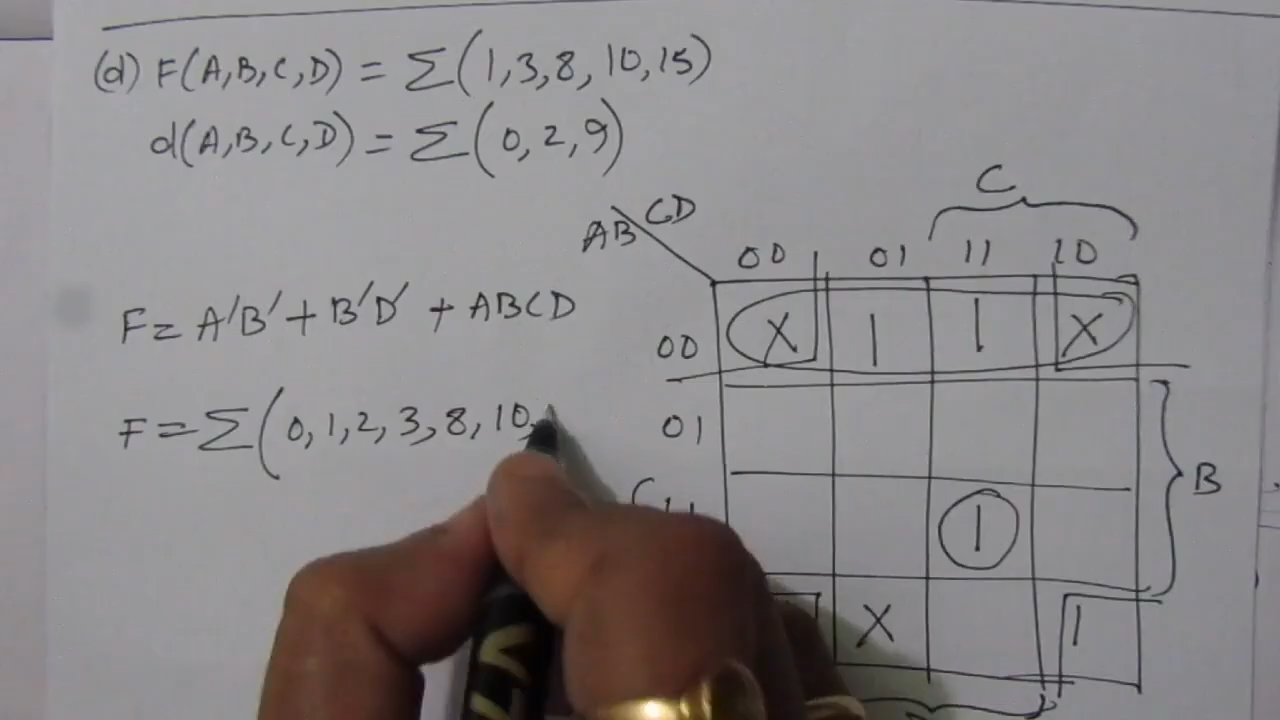 (d) F(A,B,C,D) = Σ(1,3,8,10,15)
d(A,B,C,D) = Σ(0,2,9)
F = A'B' + B'D' + ABCD
F = Σ(0,1,2,3,8,10,
C
AB CD
00 01 11 10
00 X 1 1 X
01
1
X 1
B